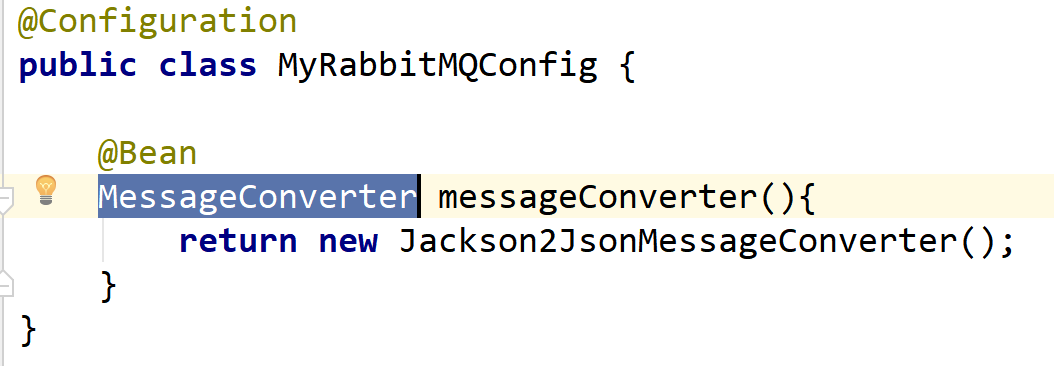 @Configuration
public class MyRabbitMQConfig {
@Bean
MessageConverter messageConverter(){
return new Jackson2JsonMessageConverter();
}
}